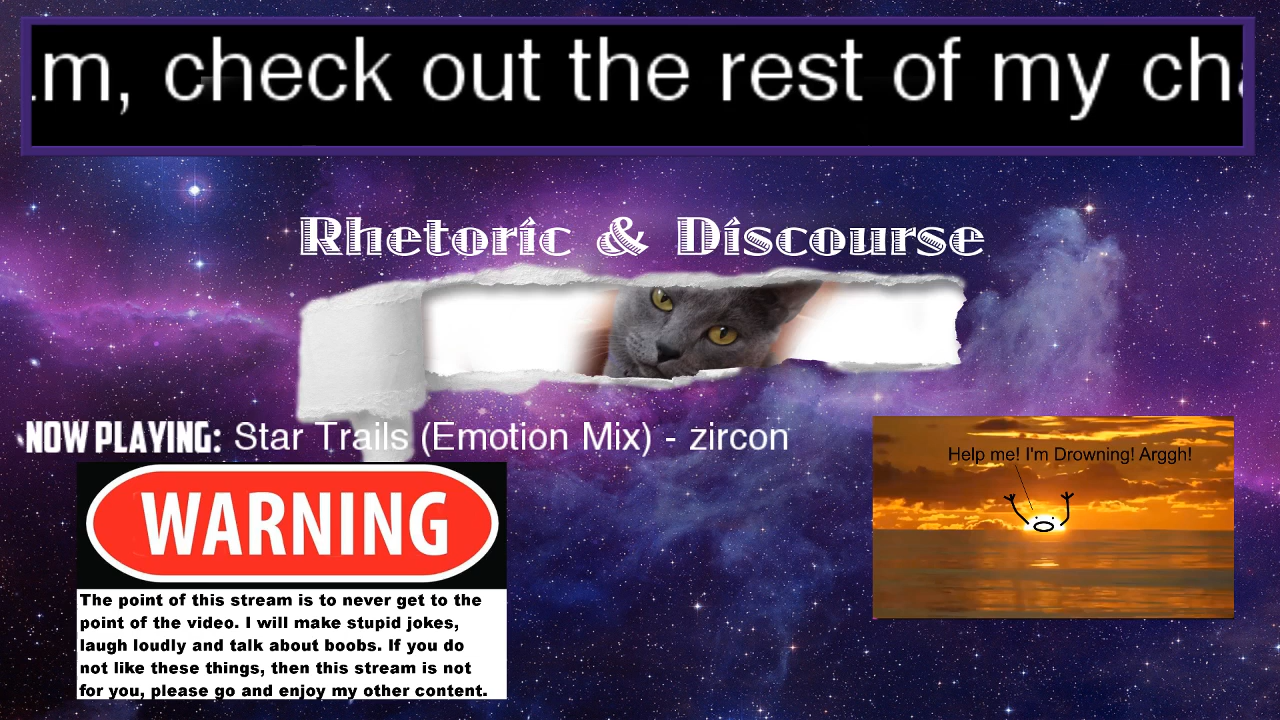 m, check out the rest of my
Rhetoric & Discourse
NOW PLAYING: Star Trails (Emotion Mix) - zircon
Help me! I'm Drowning! Arggh!
WARNING
The point of this stream is to never get to the
point of the video. I will make stupid jokes,
laugh loudly and talk about boobs. If you do
not like these things, then this stream is not
for you, please go and enjoy my other content.